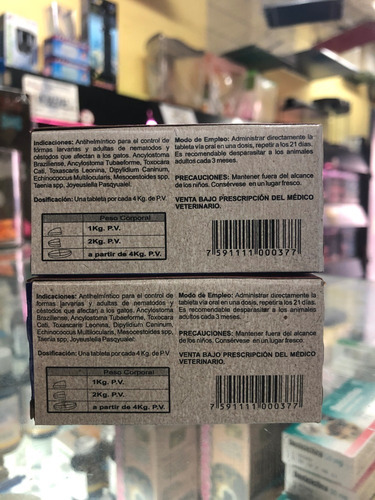 Indicaciones: Antihelmíntico para el control de
formas larvarias y adultas de nematodos y
céstodos que afectan a los gatos. Ancylostoma
Braziliense, Ancylostoma Tubaeforme, Toxocara
Cati, Toxascaris Leonina, Dipylidium Caninum,
Echinococcus Multilocularis, Mesocestoides spp,
Taenia spp, Joyeusiella Pasqyualei.
Dosificación: Una tableta por cada 4 Kg. de P.V.
Peso Corporal
1Kg. P.V.
2Kg. P.V.
a partir de 4Kg. P.V.
Modo de Empleo: Administrar directamente la
tableta vía oral en una dosis, repetir a los 21 días.
Es recomendable desparasitar a los animales
adultos cada 3 meses.
PRECAUCIONES: Mantener fuera del alcance
de los niños. Consérvese en un lugar fresco.
VENTA BAJO PRESCRIPCIÓN DEL MÉDICO
VETERINARIO.
7 591111 000377
Indicaciones: Antihelmíntico para el control de
formas larvarias y adultas de nematodos y
céstodos que afectan a los gatos. Ancylostoma
Braziliense, Ancylostoma Tubaeforme, Toxocara
Cati, Toxascaris Leonina, Dipylidium Caninum,
Echinococcus Multilocularis, Mesocestoides spp,
Taenia spp, Joyeusiella Pasqyualei.
Dosificación: Una tableta por cada 4 Kg. de P.V.
Peso Corporal
1Kg. P.V.
2Kg. P.V.
a partir de 4Kg. P.V.
Modo de Empleo: Administrar directamente la
tableta vía oral en una dosis, repetir a los 21 días.
Es recomendable desparasitar a los animales
adultos cada 3 meses.
PRECAUCIONES: Mantener fuera del alcance
de los niños. Consérvese en un lugar fresco.
VENTA BAJO PRESCRIPCIÓN DEL MÉDICO
VETERINARIO.
7 591111 000377